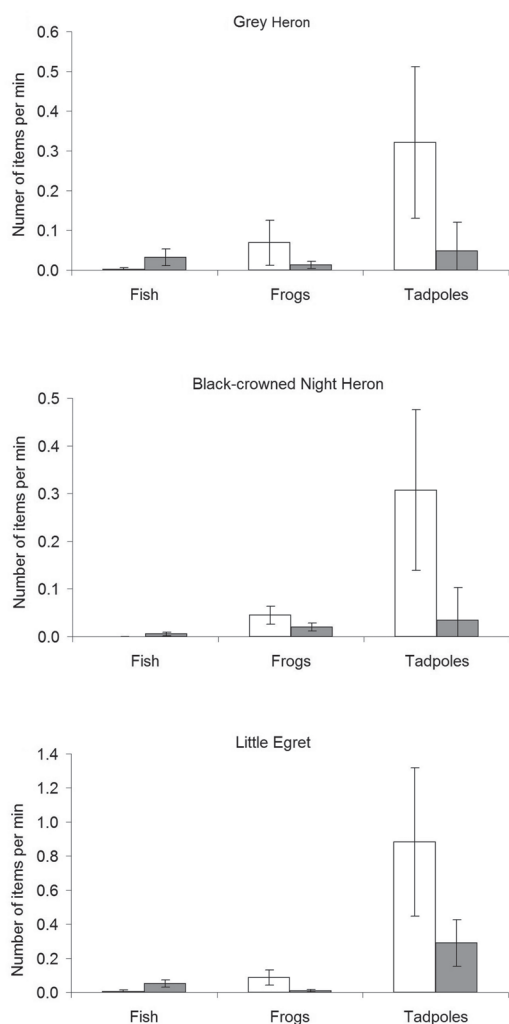 Grey Heron
Numer of items per min
0.6
0.5
0.4
0.3
0.2
0.1
0.0
Fish Frogs Tadpoles
Black-crowned Night Heron
Number of items per min
0.5
0.4
0.3
0.2
0.1
0.0
Fish Frogs Tadpoles
Little Egret
Number of items per min
1.4
1.2
1.0
0.8
0.6
0.4
0.2
0.0
Fish Frogs Tadpoles